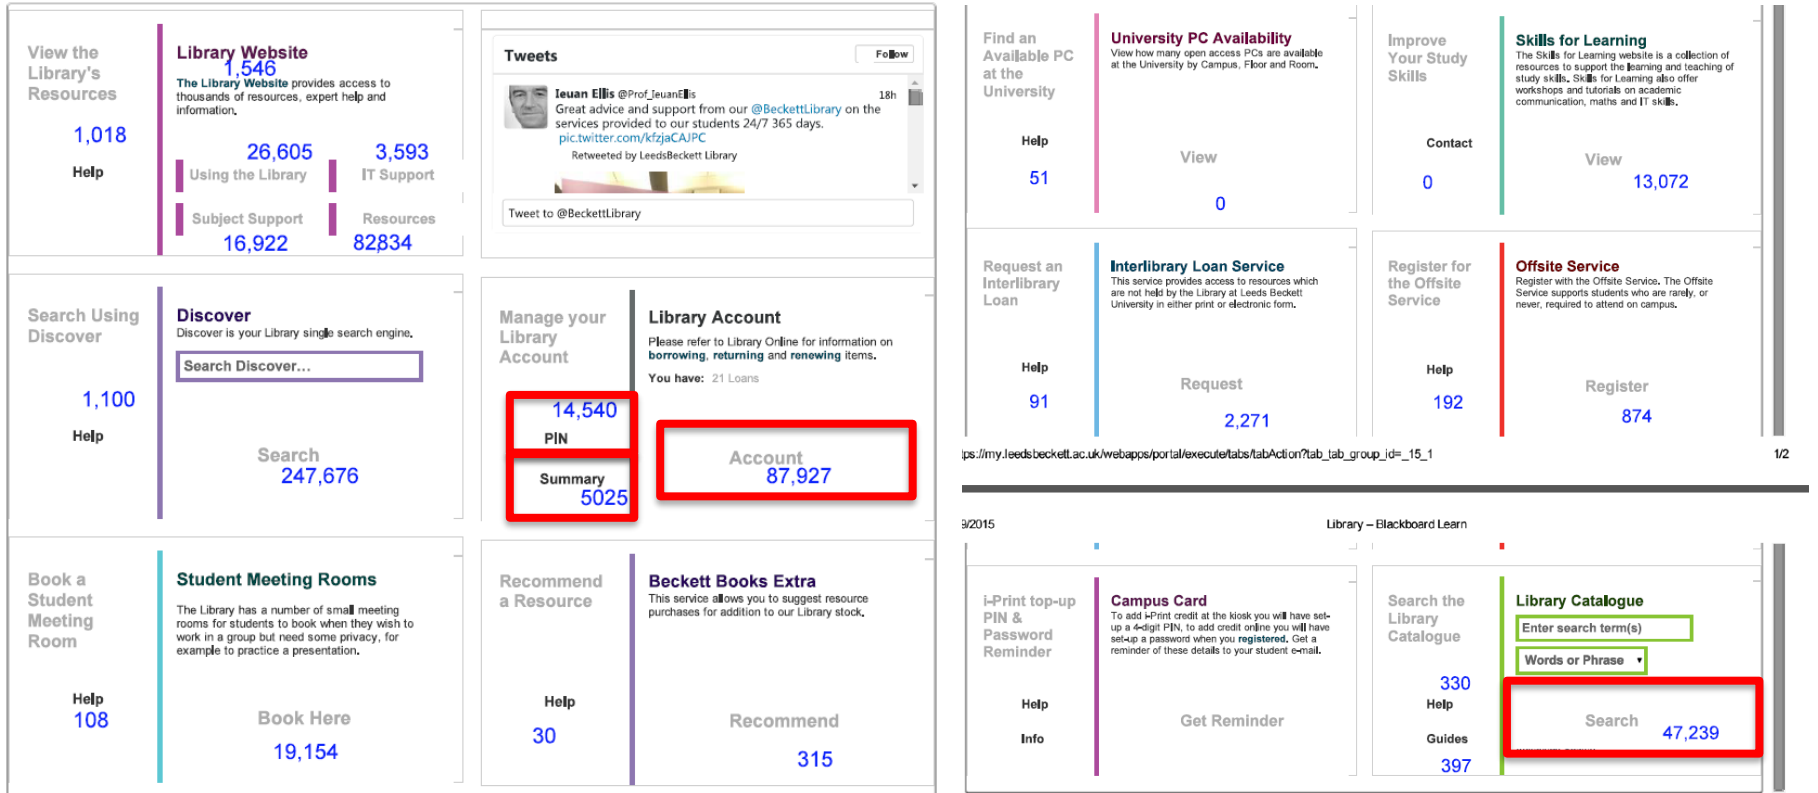 View the
Library's
Resources
1,018
Help
Library Website
1,546
The Library Website provides access to
thousands of resources, expert help and
information.
26,605
3,593
Using the Library
IT Support
Subject Support
Resources
16,922
82834
Tweets
Follow
Ieuan Ellis @Prof_IeuanEllis
18h
Great advice and support from our @BeckettLibrary on the
services provided to our students 24/7 365 days.
pic.twitter.com/kfzjaCAJPC
Retweeted by LeedsBeckett Library
Tweet to @BeckettLibrary
Search Using
Discover
1,100
Help
Discover
Discover is your Library single search engine.
Search Discover...
Search
247,676
Manage your
Library
Account
14,540
PIN
Summary
5025
Library Account
Please refer to Library Online for information on
borrowing, returning and renewing items.
You have: 21 Loans
Account
87,927
Book a
Student
Meeting
Room
Help
108
Student Meeting Rooms
The Library has a number of small meeting
rooms for students to book when they wish to
work in a group but need some privacy, for
example to practice a presentation.
Book Here
19,154
Recommend
a Resource
Help
30
Beckett Books Extra
This service allows you to suggest resource
purchases for addition to our Library stock.
Recommend
315
Find an
Available PC
at the
University
Help
51
University PC Availability
View how many open access PCs are available
at the University by Campus, Floor and Room.
View
0
Improve
Your Study
Skills
Contact
0
Skills for Learning
The Skills for Learning website is a collection of
resources to support the learning and teaching of
study skills. Skills for Learning also offer
workshops and tutorials on academic
communication, maths and IT skills.
View
13,072
Request an
Interlibrary
Loan
Help
91
Interlibrary Loan Service
This service provides access to resources which
are not held by the Library at Leeds Beckett
University in either print or electronic form.
Request
2,271
Register for
the Offsite
Service
Help
192
Offsite Service
Register with the Offsite Service. The Offsite
Service supports students who are rarely, or
never, required to attend on campus.
Register
874
ps://my.leedsbeckett.ac.uk/webapps/portal/execute/tabs/tabAction?tab_tab_group_id=_15_1
1/2
9/2015
Library – Blackboard Learn
i-Print top-up
PIN &
Password
Reminder
Help
Info
Campus Card
To add i-Print credit at the kiosk you will have set-
up a 4-digit PIN, to add credit online you will have
set-up a password when you registered. Get a
reminder of these details to your student e-mail.
Get Reminder
Search the
Library
Catalogue
330
Help
Guides
397
Library Catalogue
Enter search term(s)
Words or Phrase
Search
47,239